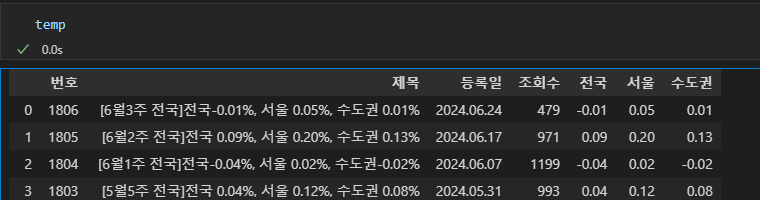 temp
0.0s
번호 제목 등록일 조회수 전국 서울 수도권
0 1806 [6월3주 전국]전국-0.01%, 서울 0.05%, 수도권 0.01% 2024.06.24 479 -0.01 0.05 0.01
1 1805 [6월2주 전국]전국 0.09%, 서울 0.20%, 수도권 0.13% 2024.06.17 971 0.09 0.20 0.13
2 1804 [6월1주 전국]전국-0.04%, 서울 0.02%, 수도권-0.02% 2024.06.07 1199 -0.04 0.02 -0.02
3 1803 [5월5주 전국]전국 0.04%, 서울 0.12%, 수도권 0.08% 2024.05.31 993 0.04 0.12 0.08